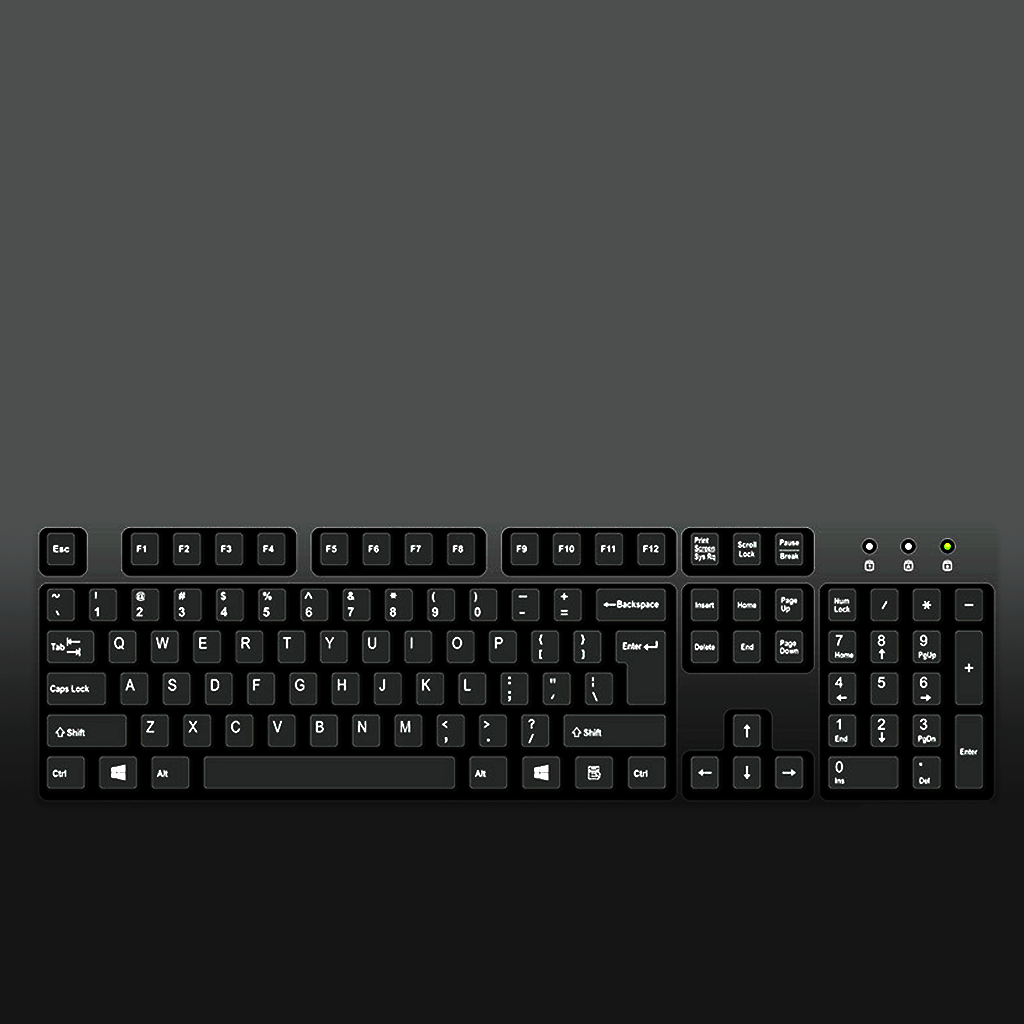 Esc F1 F2 F3 F4 F5 F6 F7 F8 F9 F10 F11 F12 Print Screen Sys Rq Scroll Lock Pause Break
~ ! @ # $ % ^ & * ( ) — +
\ 1 2 3 4 5 6 7 8 9 0 - = ←Backspace Insert Home Page Up Num Lock / * −
Tab Q W E R T Y U I O P { [ } ] Enter Delete End Page Down 7 Home 8 ↑ 9 PgUp +
Caps Lock A S D F G H J K L : ; " , ¦ \ 4 ← 5 6 →
⇧ Shift Z X C V B N M < , > . ? / ⇧ Shift ↑ 1 End 2 ↓ 3 PgDn Enter
Ctrl Alt Alt Ctrl ← ↓ → 0 Ins . Del